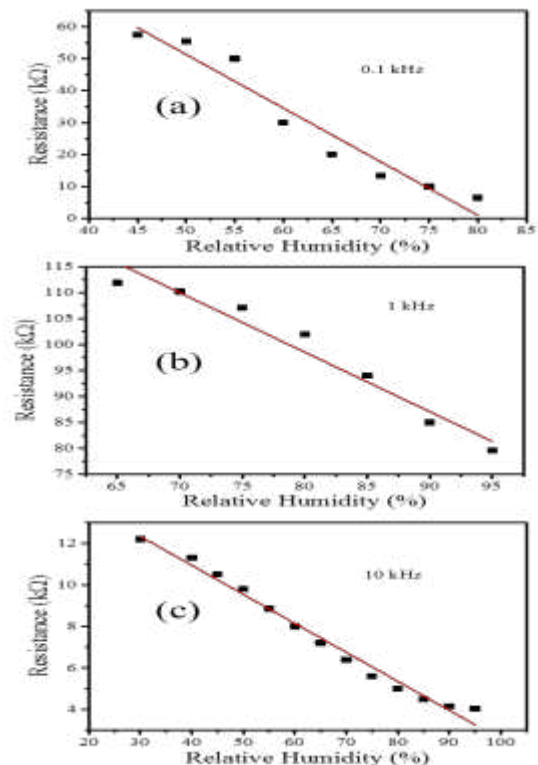 60
50
40
30
20
10
0
Resistance (kΩ)
0.1 kHz
(a)
40 45 50 55 60 65 70 75 80 85
Relative Humidity (%)
115
110
105
100
95
90
85
80
75
Resistance (kΩ)
1 kHz
(b)
65 70 75 80 85 90 95
Relative Humidity (%)
12
10
8
6
4
Resistance (kΩ)
10 kHz
(c)
20 30 40 50 60 70 80 90 100
Relative Humidity (%)